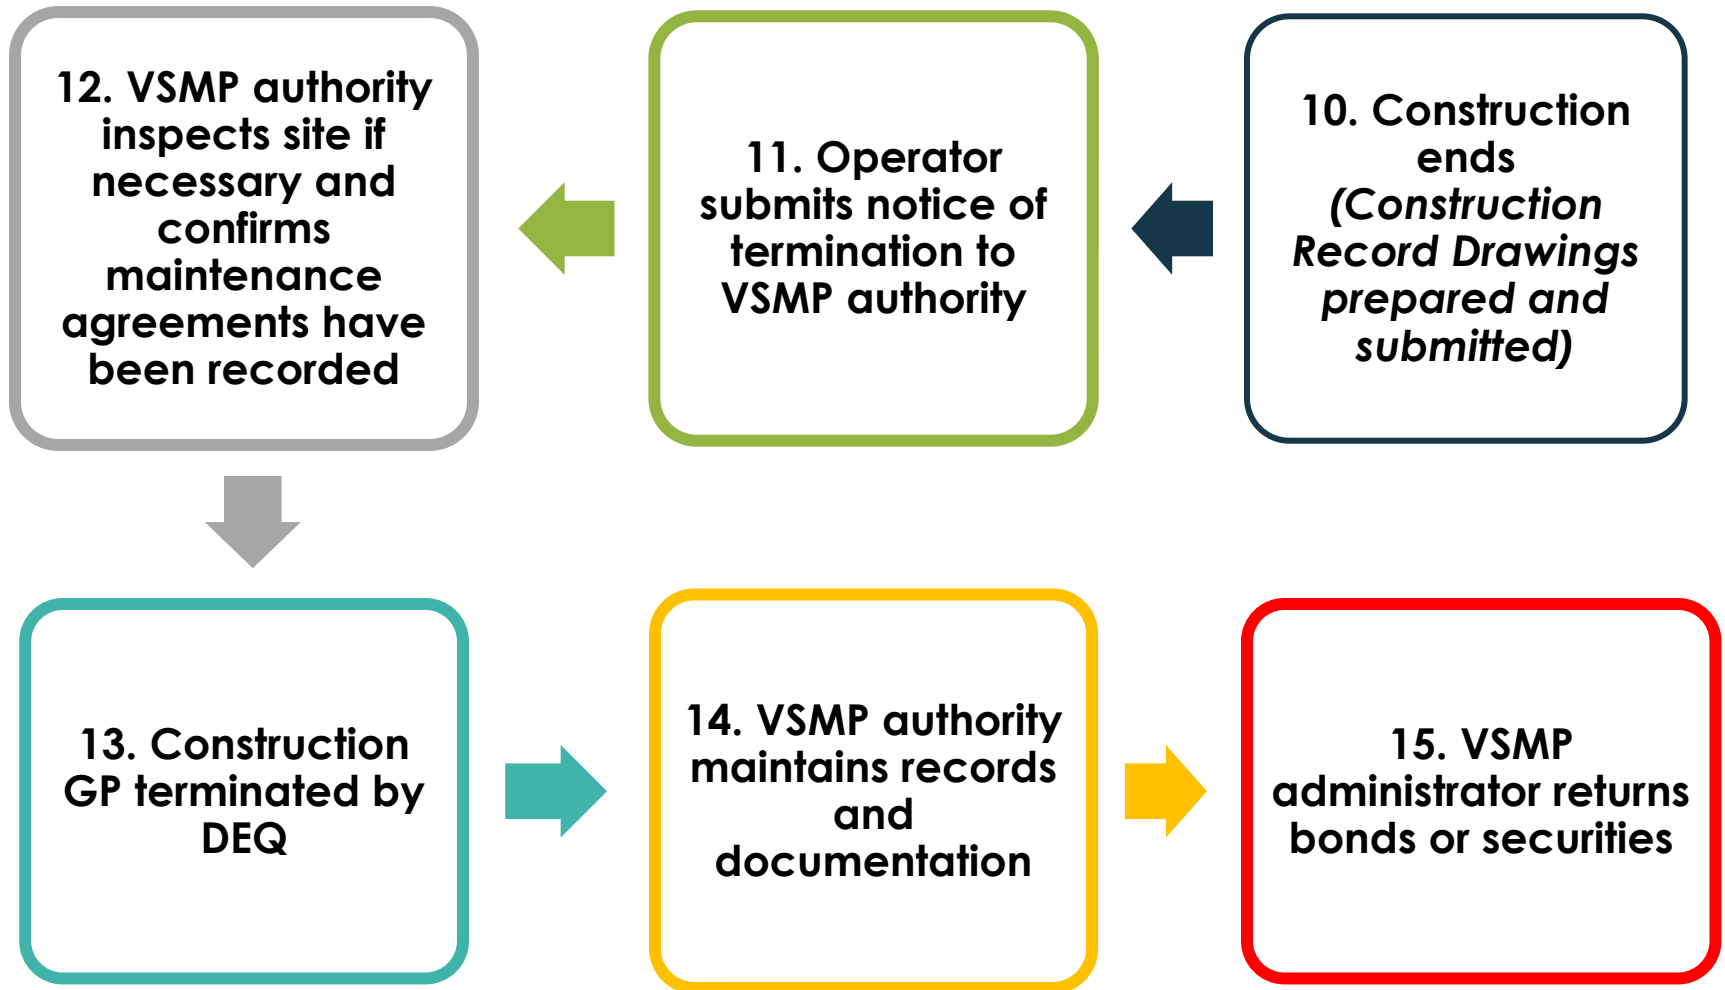 10. Construction
ends
(Construction
Record Drawings
prepared and
submitted)
11. Operator
submits notice of
termination to
VSMP authority
12. VSMP authority
inspects site if
necessary and
confirms
maintenance
agreements have
been recorded
13. Construction
GP terminated by
DEQ
14. VSMP authority
maintains records
and
documentation
15. VSMP
administrator returns
bonds or securities